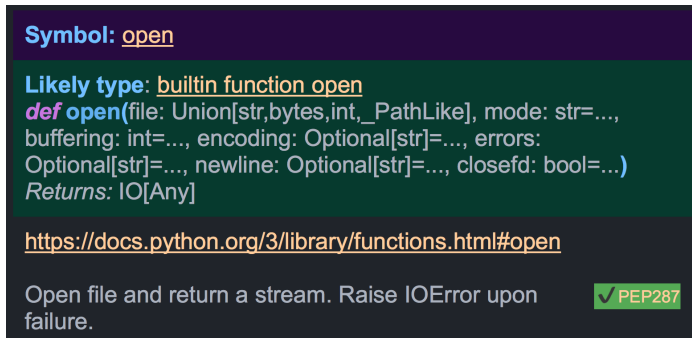 Symbol: open
Likely type: builtin function open
def open(file: Union[str,bytes,int,_PathLike], mode: str=...,
buffering: int=..., encoding: Optional[str]=..., errors:
Optional[str]=..., newline: Optional[str]=..., closefd: bool=...)
Returns: IO[Any]
https://docs.python.org/3/library/functions.html#open
Open file and return a stream. Raise IOError upon
failure.
✓PEP287